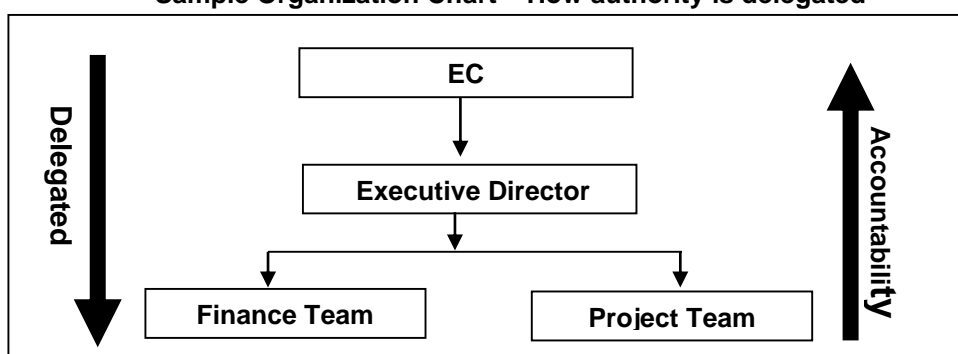 Sample Organization Chart – How authority is delegated
EC
Delegated
Accountability
Executive Director
Finance Team
Project Team